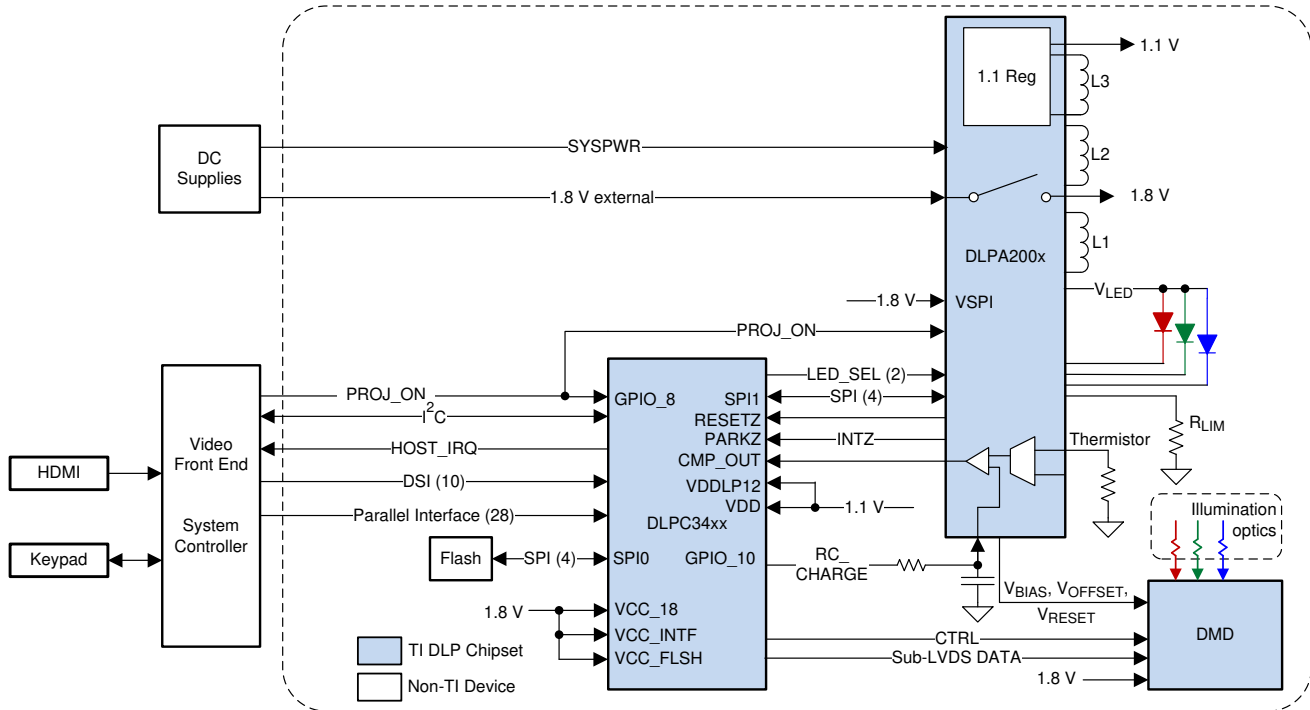 1.1 V
1.1 Reg
L3
DC
Supplies
SYSPWR
L2
1.8 V external
1.8 V
L1
DLPA200x
1.8 V
VSPI
VLED
PROJ_ON
LED_SEL (2)
PROJ_ON
GPIO_8
SPI1
SPI (4)
I2C
RESETZ
RLIM
Video
Front End
HOST_IRQ
PARKZ
INTZ
Thermistor
HDMI
CMP_OUT
DSI (10)
VDDLP12
VDD
1.1 V
Parallel Interface (28)
System
Controller
DLPC34xx
Illumination
optics
Keypad
Flash
SPI (4)
SPI0
GPIO_10
RC_
CHARGE
VBIAS, VOFFSET,
VRESET
1.8 V
VCC_18
VCC_INTF
VCC_FLSH
CTRL
DMD
Sub-LVDS DATA
1.8 V
TI DLP Chipset
Non-TI Device